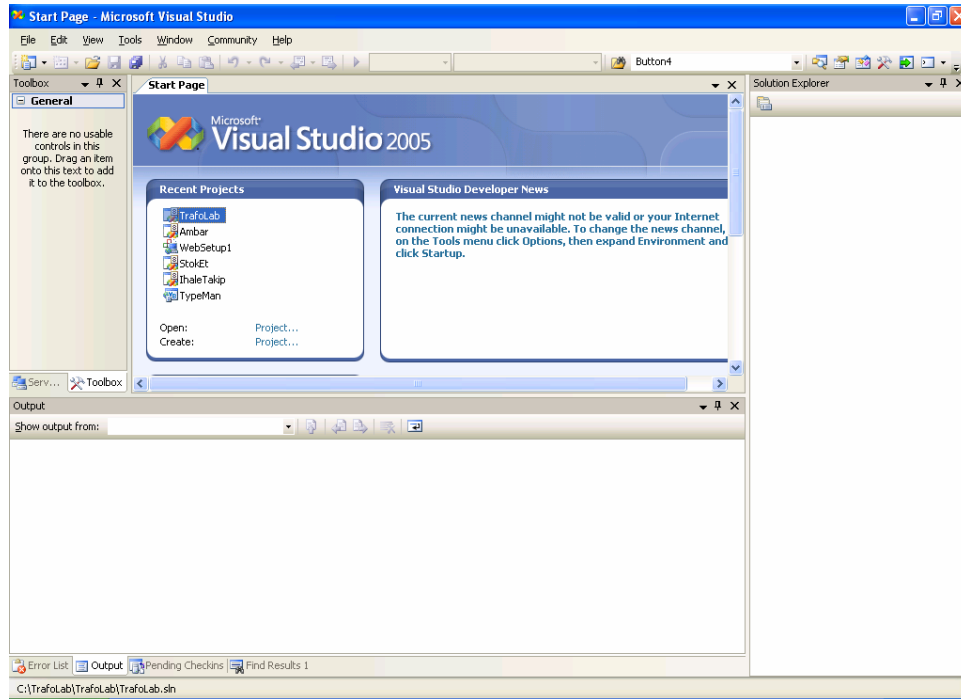 Start Page - Microsoft Visual Studio
File Edit View Tools Window Community Help
Button4
Toolbox
General
There are no usable
controls in this
group. Drag an item
onto this text to add
it to the toolbox.
Serv... Toolbox
Start Page
Microsoft
Visual Studio 2005
Recent Projects
TrafoLab
Ambar
WebSetup1
StokEt
IhaleTakip
TypeMan
Open: Project...
Create: Project...
Visual Studio Developer News
The current news channel might not be valid or your Internet
connection might be unavailable. To change the news channel,
on the Tools menu click Options, then expand Environment and
click Startup.
Solution Explorer
Output
Show output from:
Error List Output Pending Checkins Find Results 1
C:\TrafoLab\TrafoLab\TrafoLab.sln